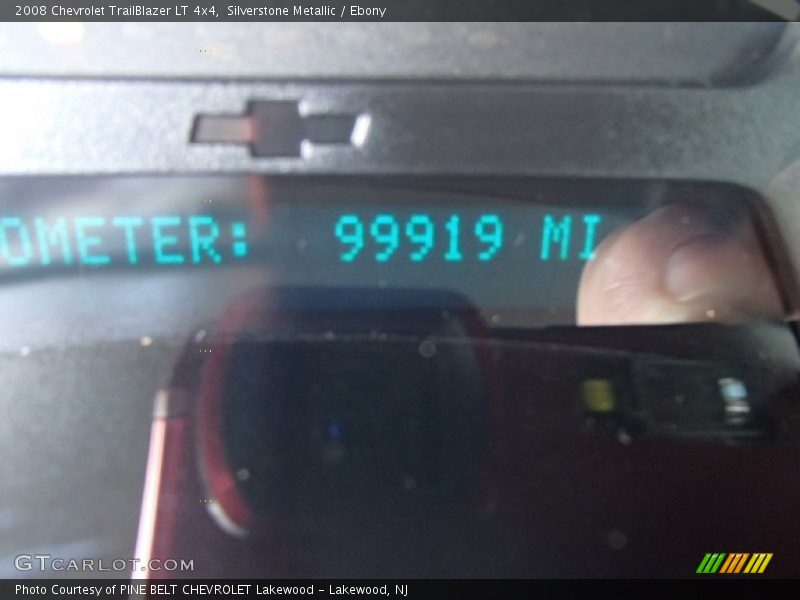 2008 Chevrolet TrailBlazer LT 4x4, Silverstone Metallic / Ebony
OMETER: 99919 MI
GTcarlot.com
Photo Courtesy of PINE BELT CHEVROLET Lakewood - Lakewood, NJ